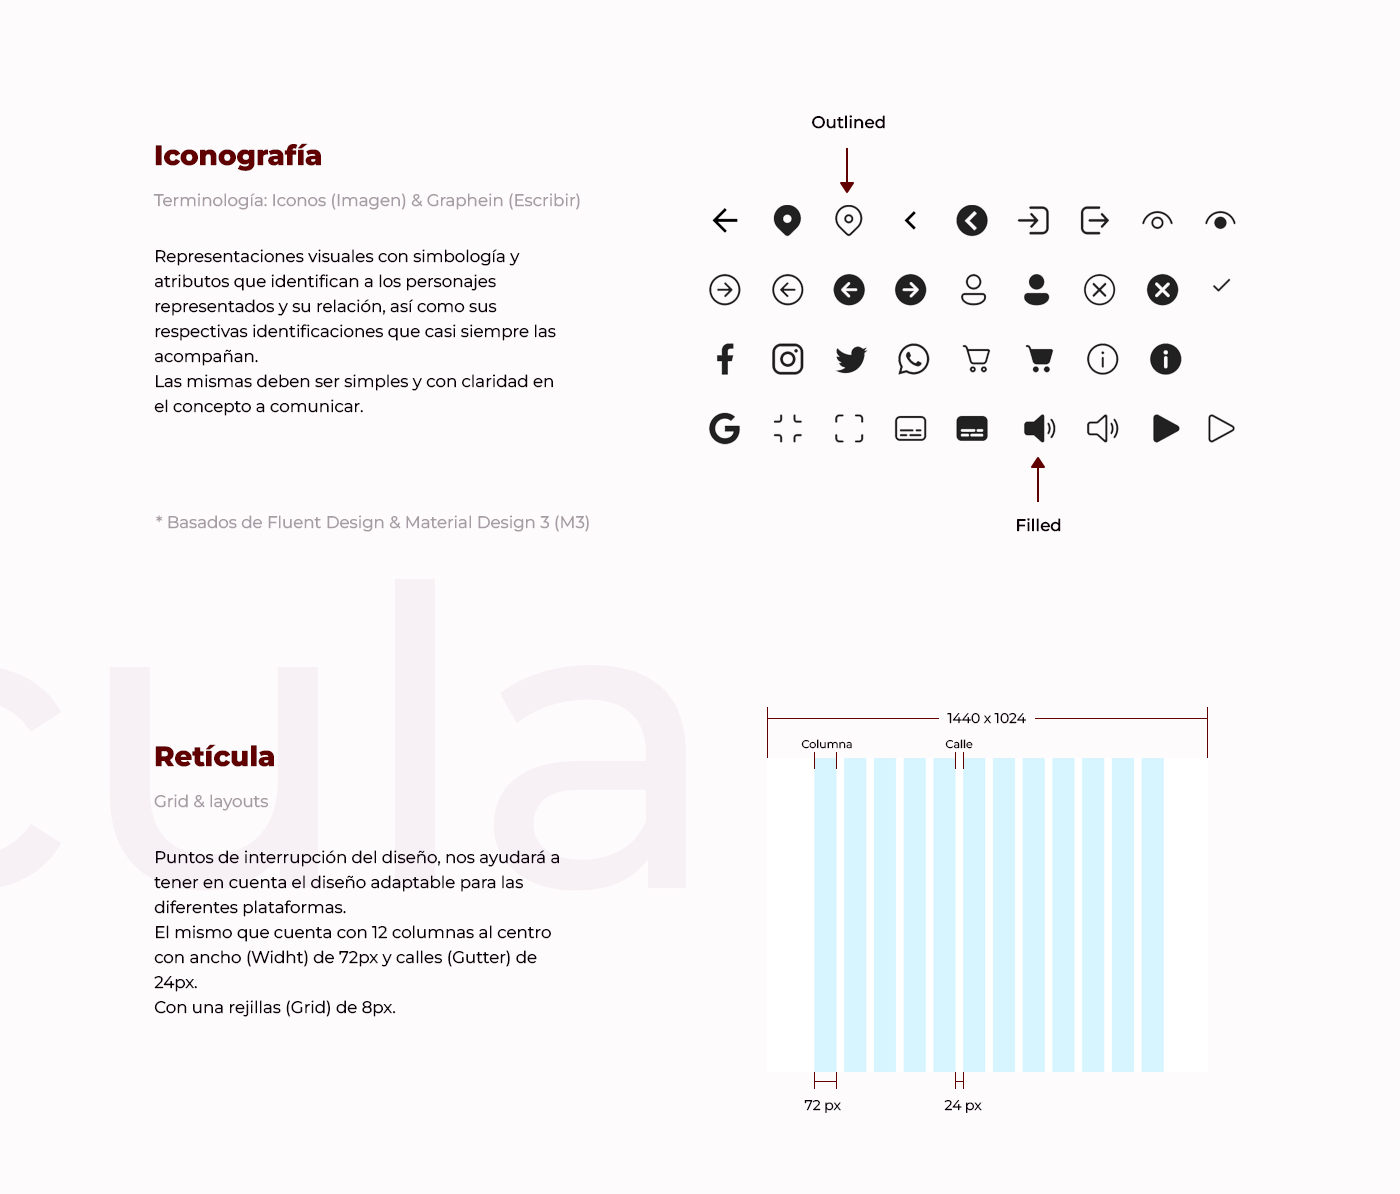 Iconografía
Terminología: Iconos (Imagen) & Graphein (Escribir)
Representaciones visuales con simbología y
atributos que identifican a los personajes
representados y su relación, así como sus
respectivas identificaciones que casi siempre las
acompañan.
Las mismas deben ser simples y con claridad en
el concepto a comunicar.
* Basados de Fluent Design & Material Design 3 (M3)
Outlined
Filled
cula
Retícula
Grid & layouts
Puntos de interrupción del diseño, nos ayudará a
tener en cuenta el diseño adaptable para las
diferentes plataformas.
El mismo que cuenta con 12 columnas al centro
con ancho (Widht) de 72px y calles (Gutter) de
24px.
Con una rejillas (Grid) de 8px.
1440 x 1024
Columna
Calle
72 px
24 px